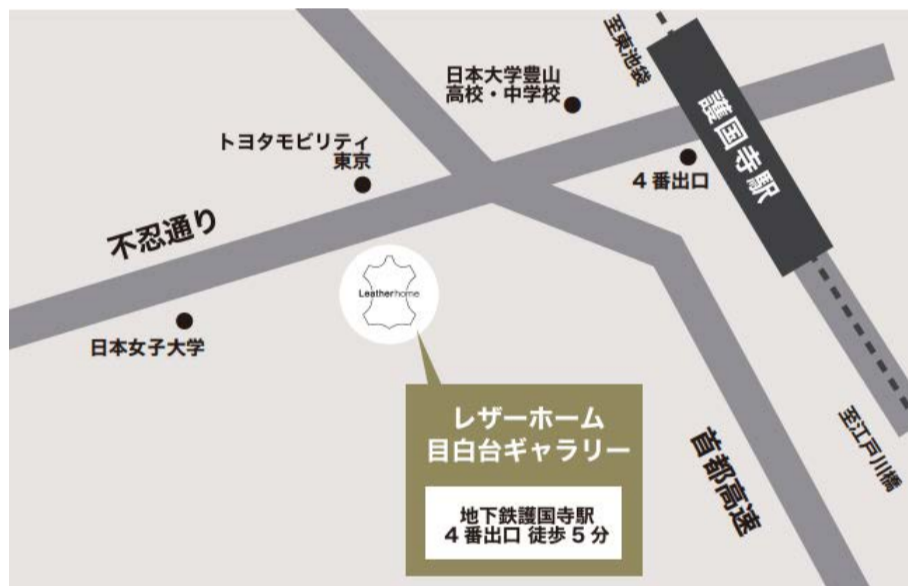 至東池袋
日本大学豊山
高校・中学校
護国寺駅
トヨタモビリティ
東京
4番出口
不忍通り
Leatherhome
日本女子大学
レザーホーム
目白台ギャラリー
地下鉄護国寺駅
4番出口 徒歩5分
首都高速
至江戸川橋